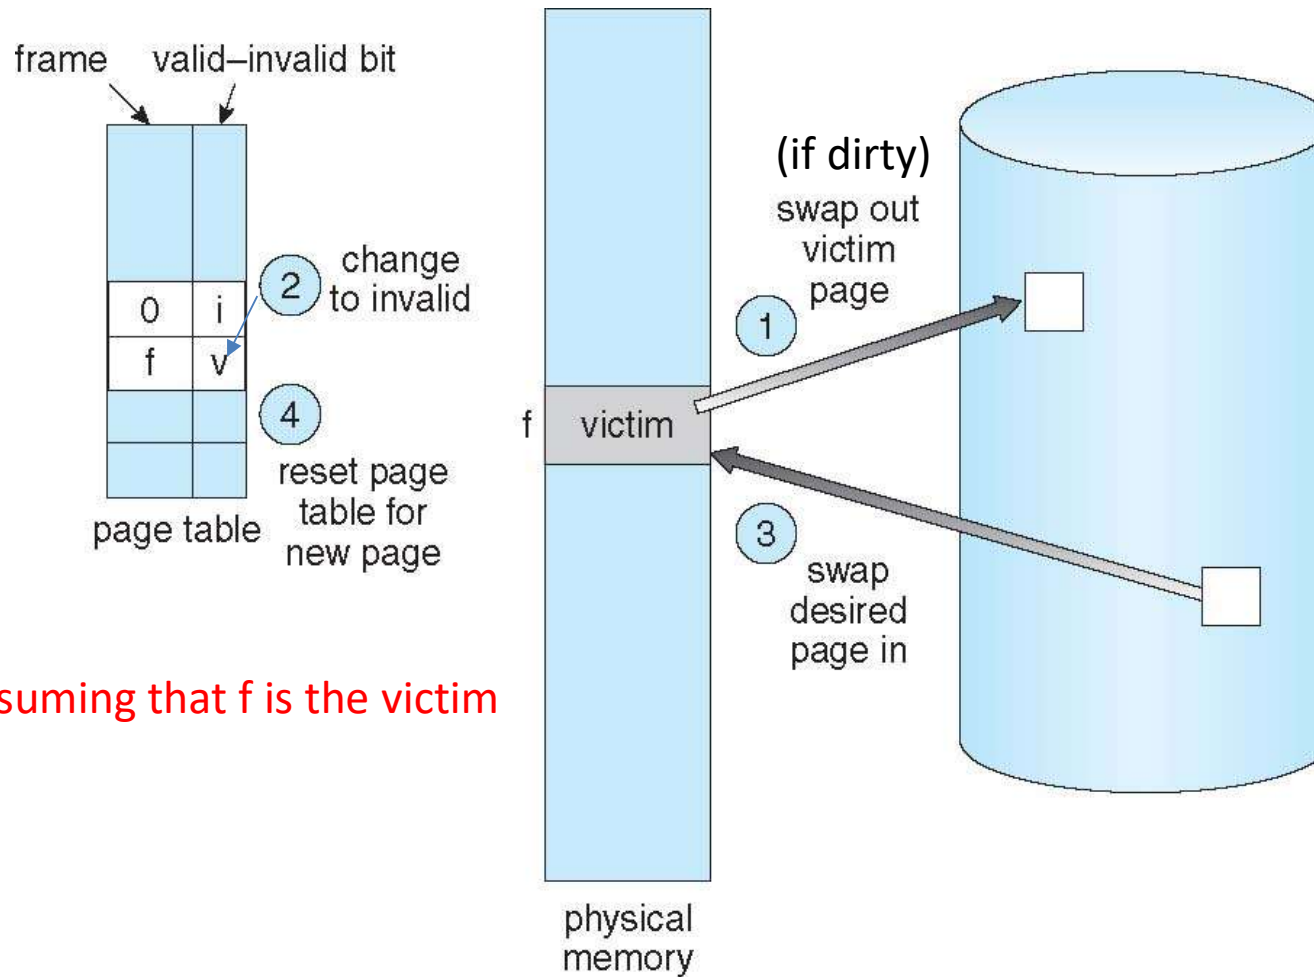 frame valid–invalid bit
0 i
f v
2
change
to invalid
4
reset page
table for
new page
page table
f victim
physical
memory
(if dirty)
swap out
victim
page
1
3
swap
desired
page in
suming that f is the victim